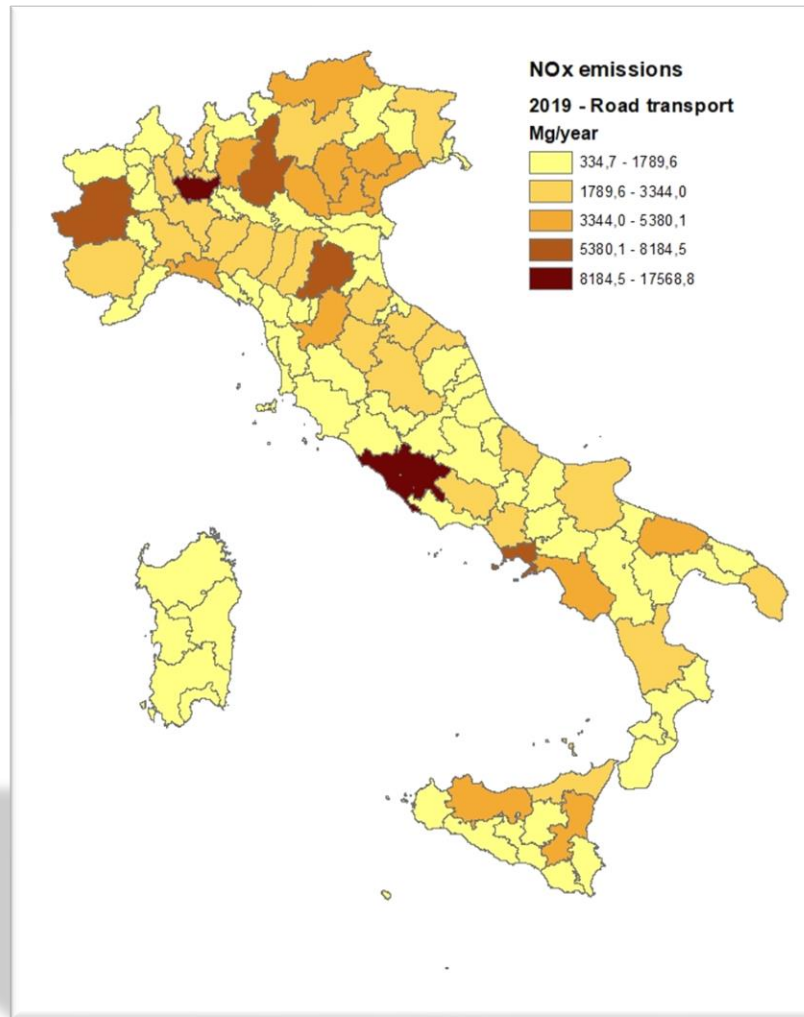 NOx emissions
2019 - Road transport
Mg/year
334,7 - 1789,6
1789,6 - 3344,0
3344,0 - 5380,1
5380,1 - 8184,5
8184,5 - 17568,8